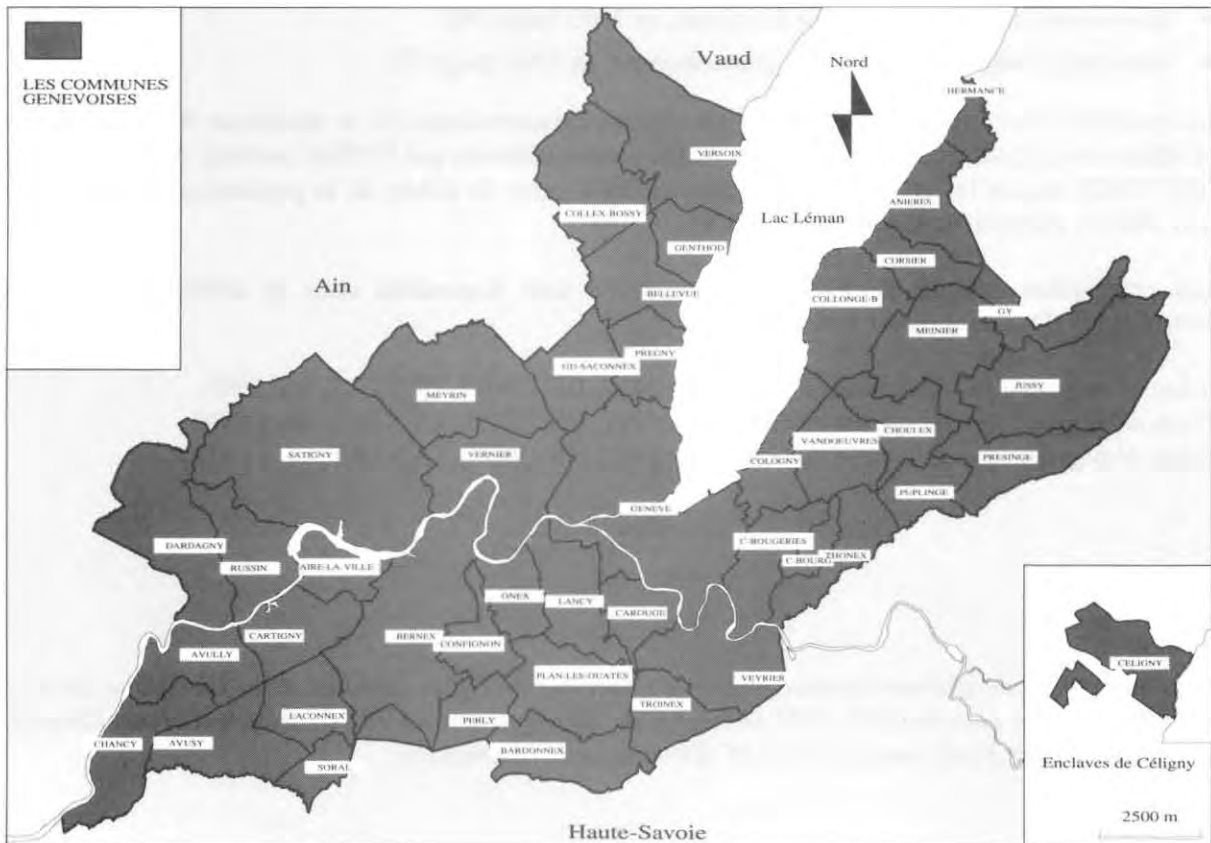 LES COMMUNES
GENEVOISES
Vaud
Nord
HERMANCE
VERSOIX
ANIERES
COLLEX-BOSSY
Lac Léman
GENTHOD
CORSIER
Ain
BELLEVUE
COLLONGE-B
GY
MEINIER
PREGNY
GD-SACONNEX
JUSSY
MEYRIN
CHOULEX
VANDOEUVRES
SATIGNY
VERNIER
COLOGNY
PRESINGE
PUPLINGE
GENEVE
C-BOUGERIES
DARDAGNY
THONEX
C-BOURG
RUSSIN
AIRE-LA-VILLE
ONEX
LANCY
CAROUGE
CARTIGNY
BERNEX
CONFIGNON
AVULLY
CELIGNY
PLAN-LES-OUATES
VEYRIER
TROINEX
LACONNEX
PERLY
CHANCY
AVUSY
BARDONNEX
SORAL
Enclaves de Céligny
2500 m
Haute-Savoie